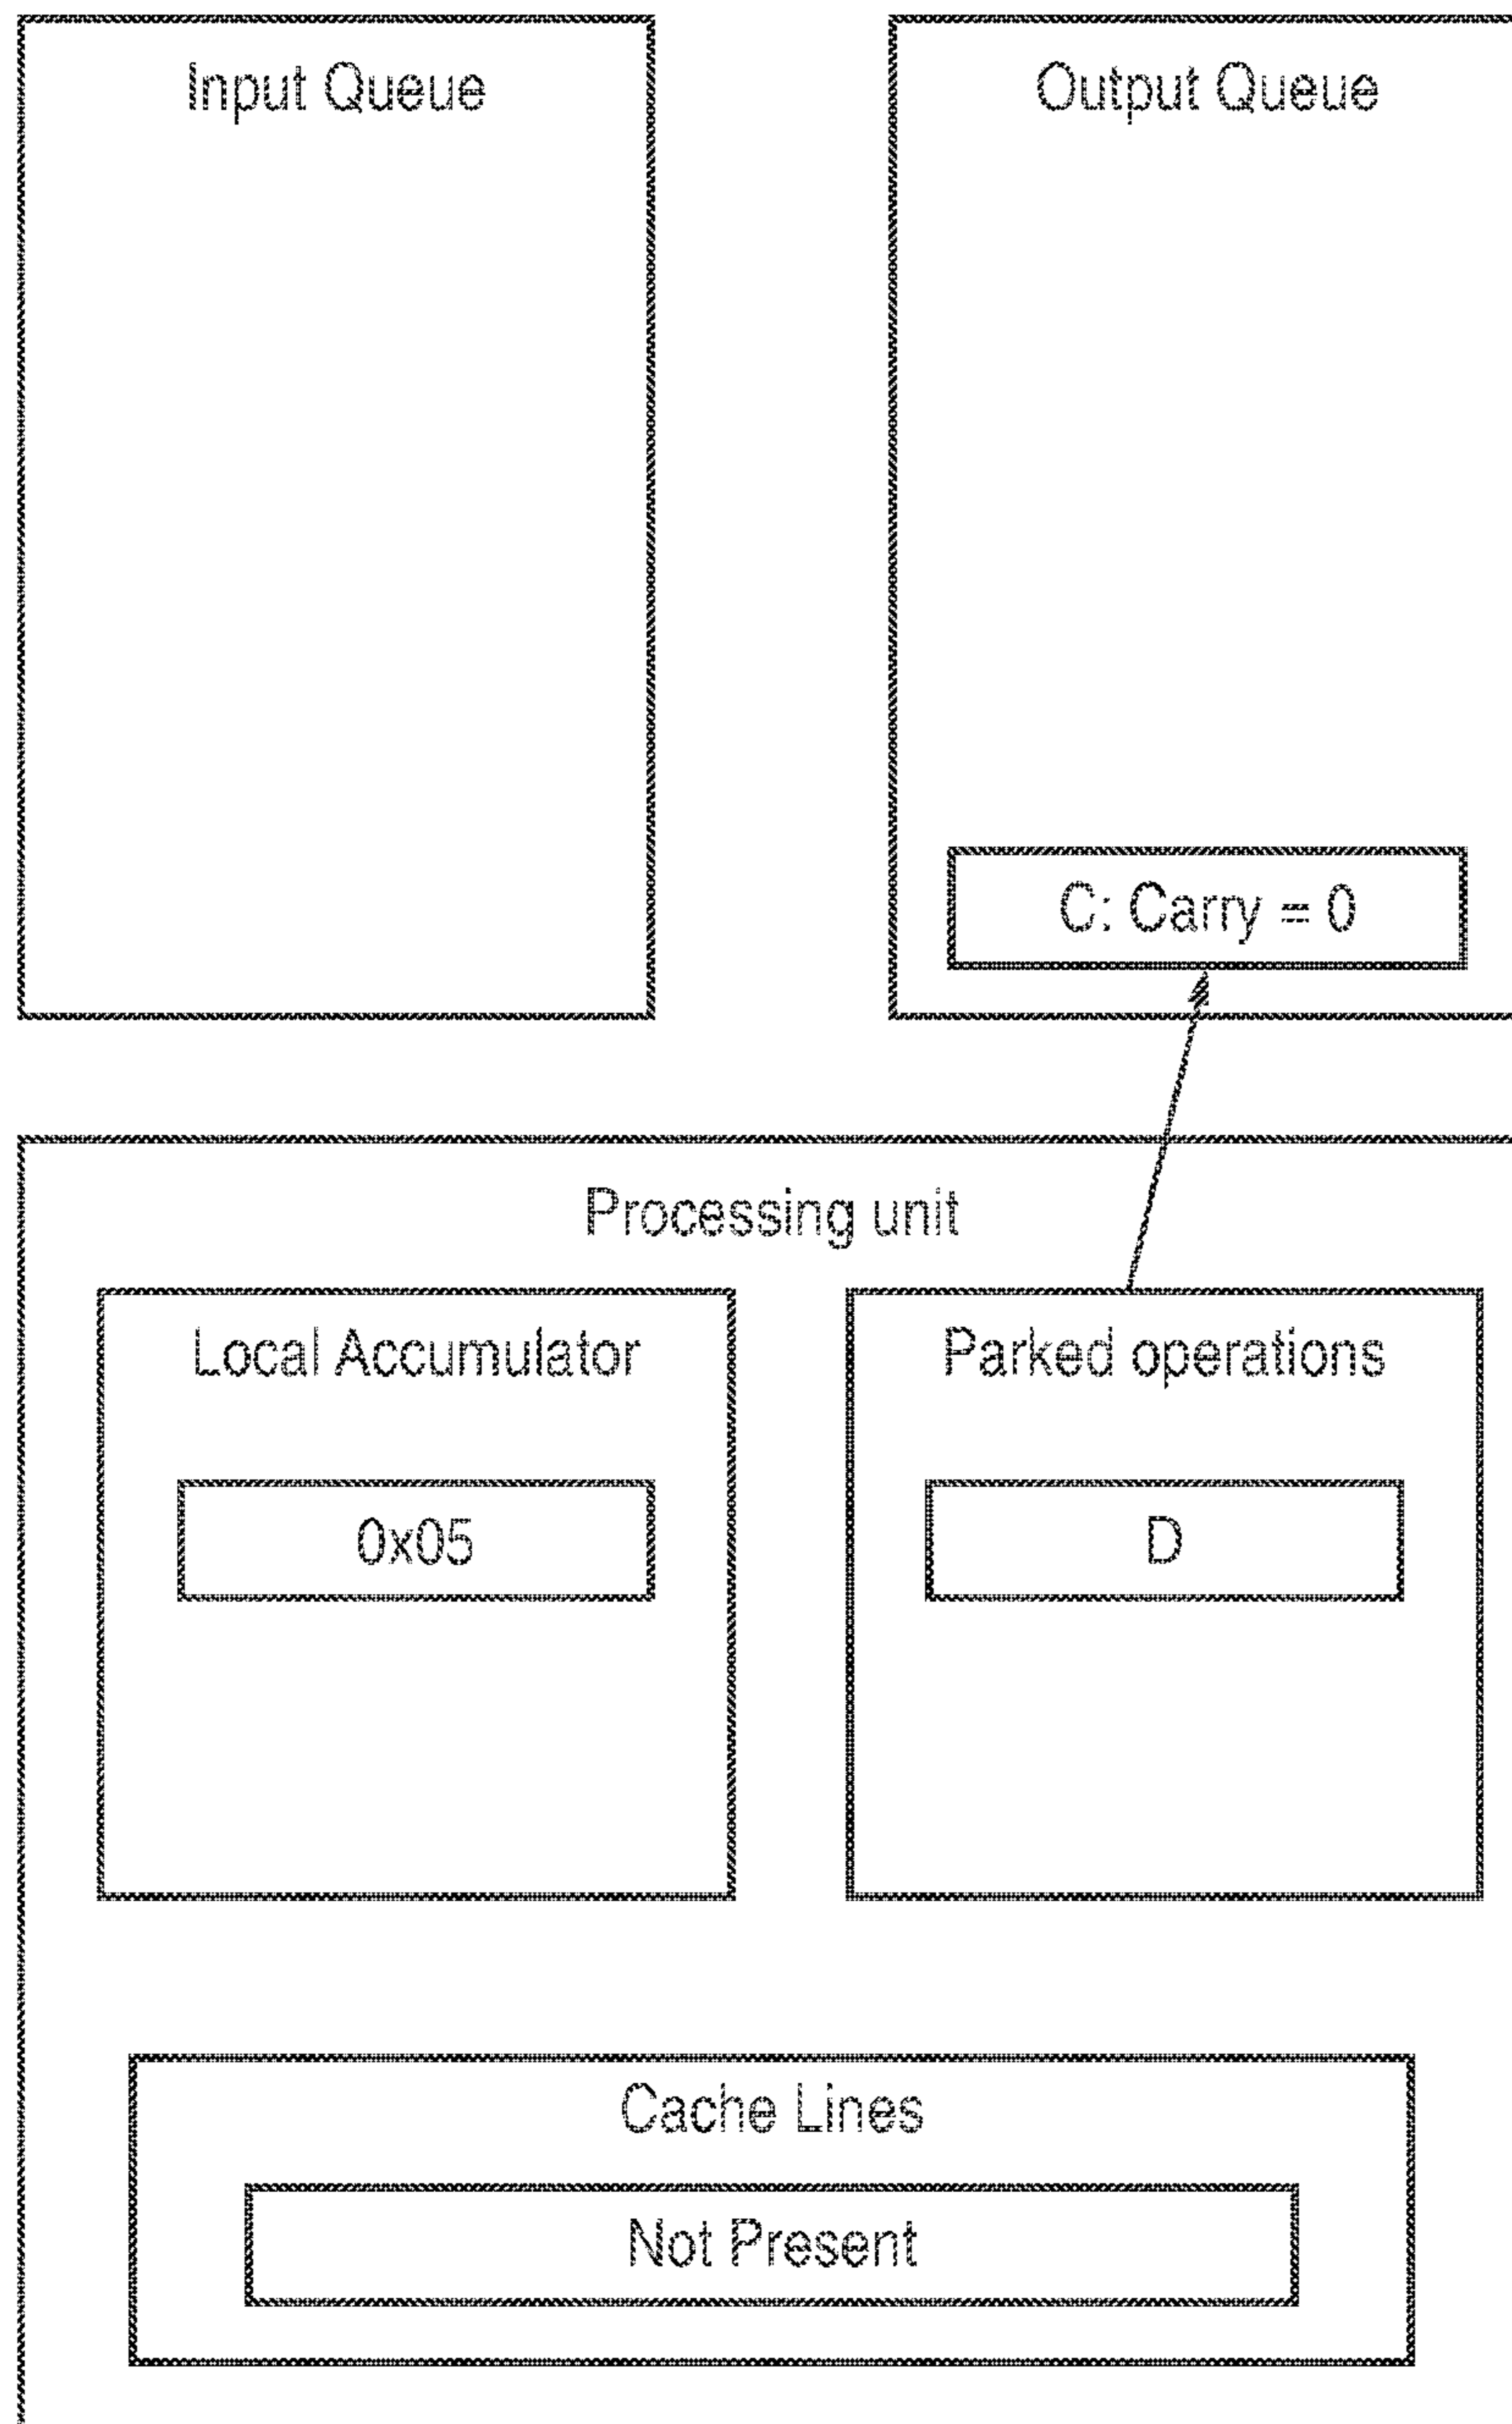 Input Queue
Output Queue
C: Carry = 0
Processing unit
Local Accumulator
Parked operations
0x05
D
Cache Lines
Not Present